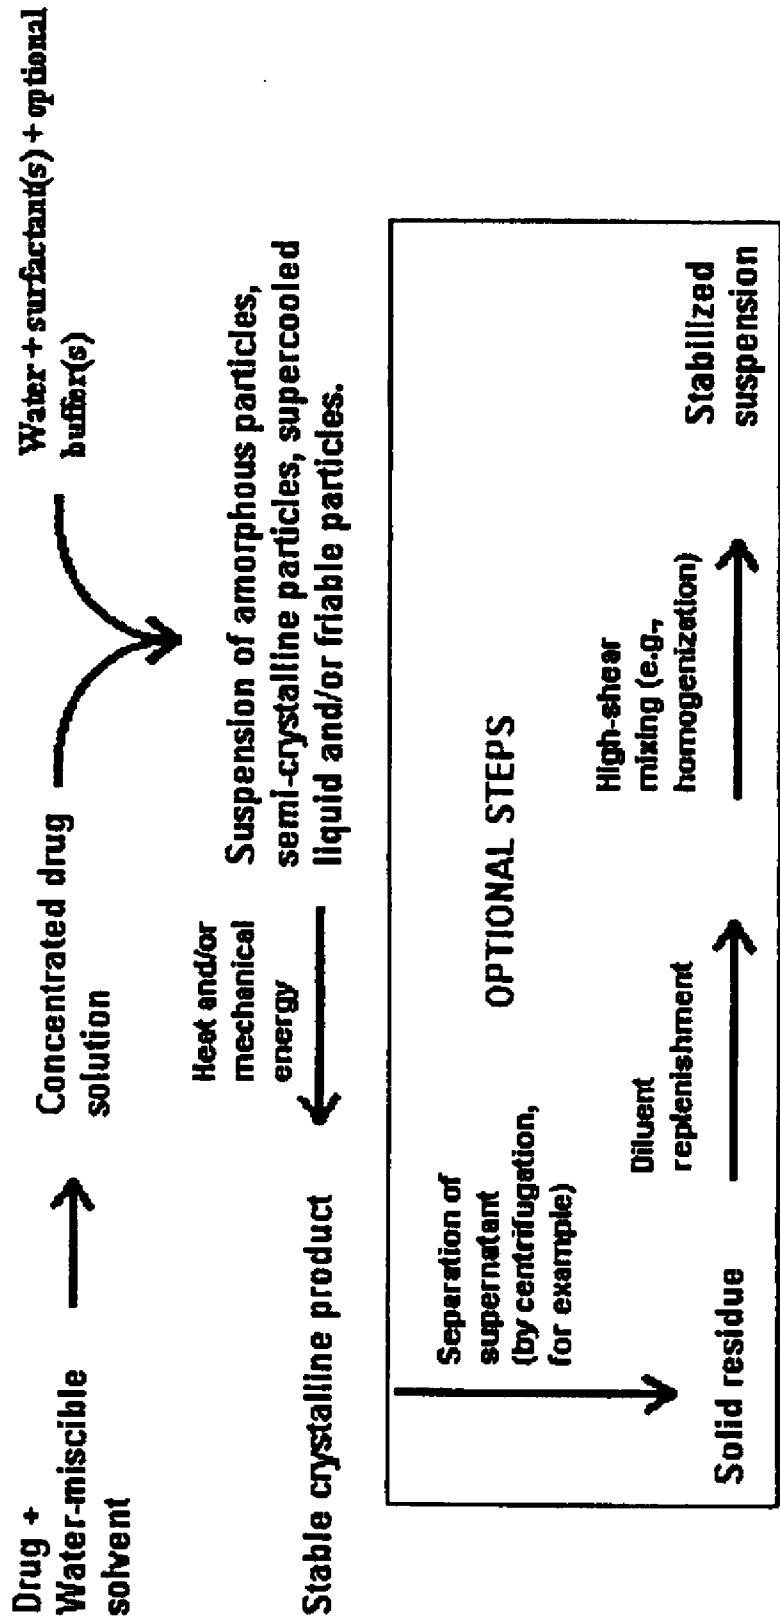 Drug +
Water-miscible
solvent
Concentrated drug
solution
Water + surfactant(s) + optional
buffer(s)
Suspension of amorphous particles,
semi-crystalline particles, supercooled
liquid and/or friable particles.
Heat and/or
mechanical
energy
Stable crystalline product
OPTIONAL STEPS
Separation of
supernatant
(by centrifugation,
for example)
Solid residue
Diluent
replenishment
High-shear
mixing (e.g.,
homogenization)
Stabilized
suspension